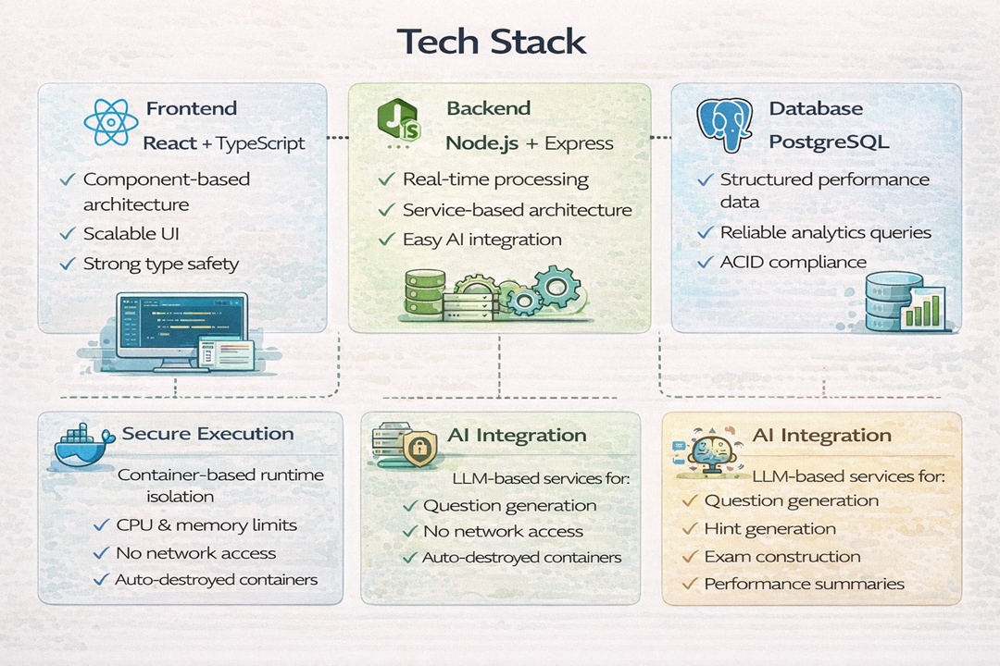 Tech Stack
Frontend
React + TypeScript
Component-based
architecture
Scalable UI
Strong type safety
JS
Backend
Node.js + Express
Real-time processing
Service-based architecture
Easy AI integration
Database
PostgreSQL
Structured performance
data
Reliable analytics queries
ACID compliance
Secure Execution
Container-based runtime
isolation
CPU & memory limits
No network access
Auto-destroyed containers
AI Integration
LLM-based services for:
Question generation
No network access
Auto-destroyed containers
AI Integration
LLM-based services for:
Question generation
Hint generation
Exam construction
Performance summaries